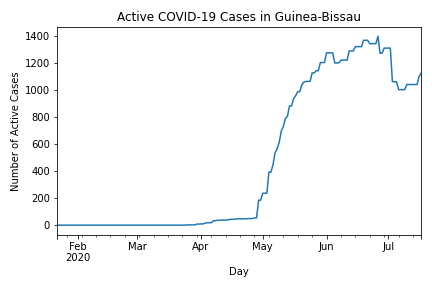 Active COVID-19 Cases in Guinea-Bissau
Number of Active Cases
1400
1200
1000
800
600
400
200
0
Feb Mar Apr May Jun Jul
2020
Day